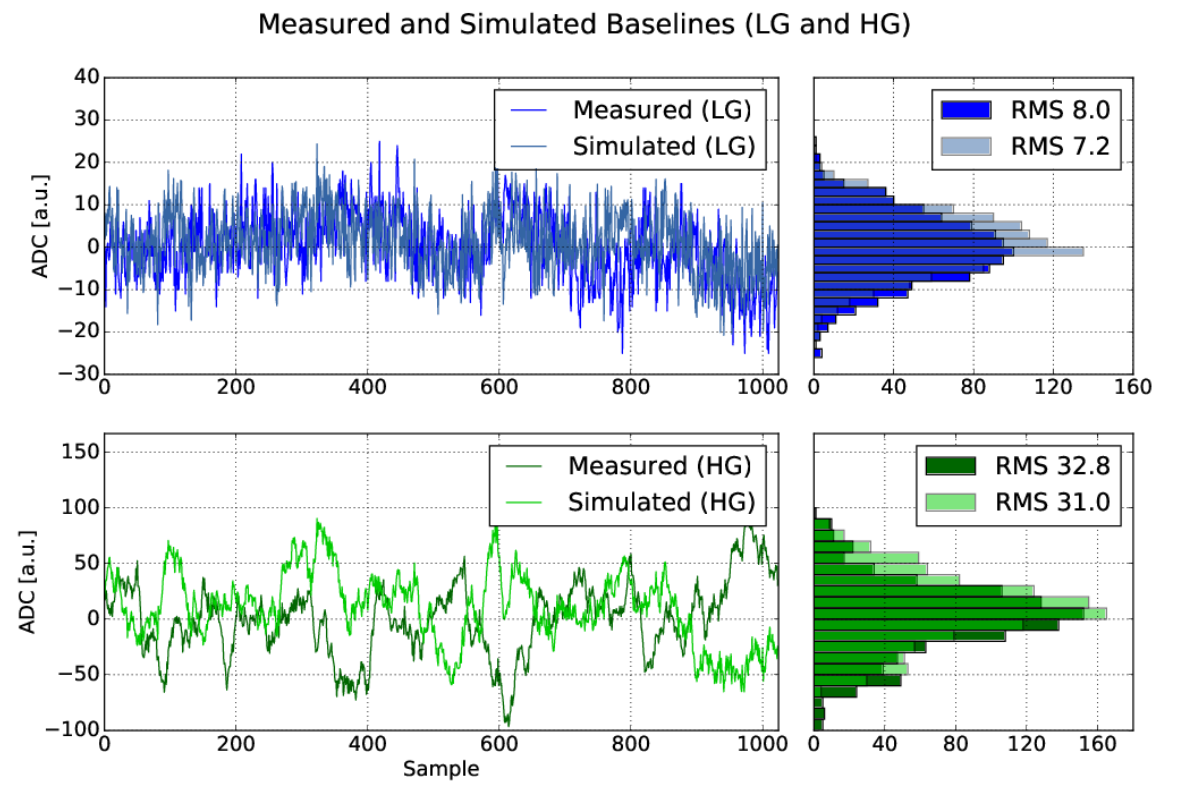 Measured and Simulated Baselines (LG and HG)
ADC [a.u.]
40
30
20
10
0
−10
−20
−30
0 200 400 600 800 1000
Measured (LG)
Simulated (LG)
RMS 8.0
RMS 7.2
0 40 80 120 160
ADC [a.u.]
150
100
50
0
−50
−100
0 200 400 600 800 1000
Sample
Measured (HG)
Simulated (HG)
RMS 32.8
RMS 31.0
0 40 80 120 160